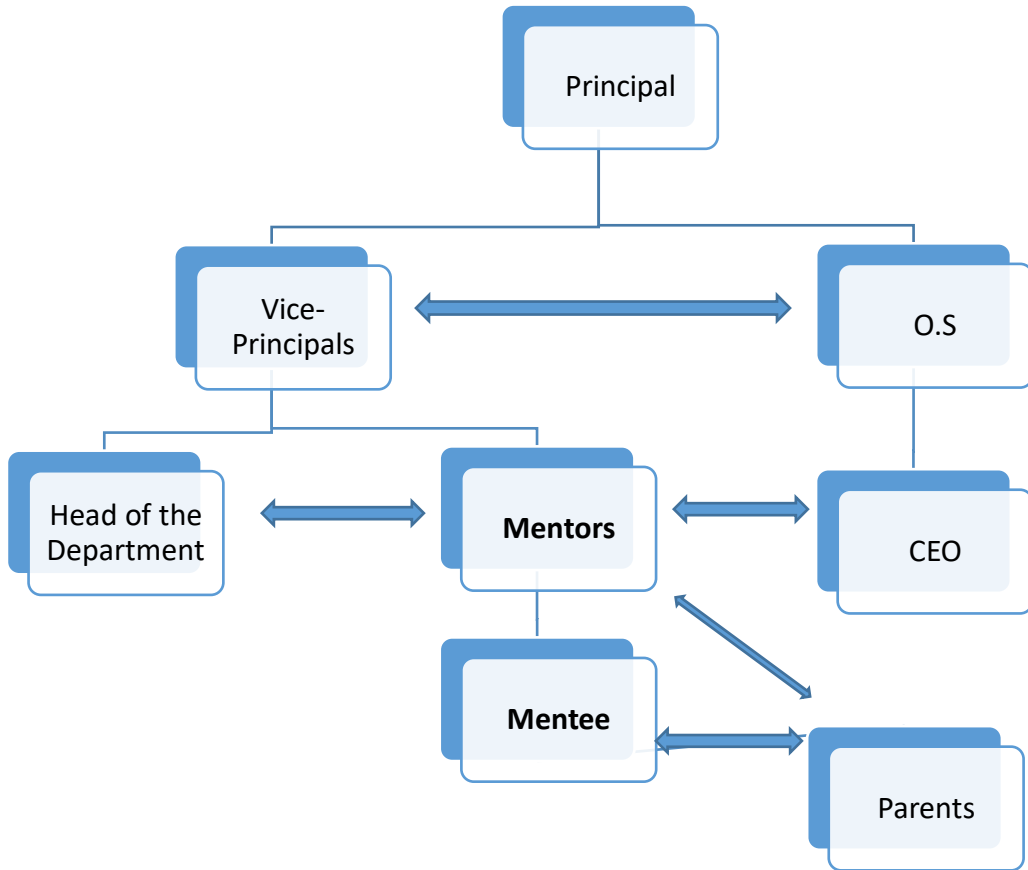 Principal
Vice-
Principals
O.S
Head of the
Department
Mentors
CEO
Mentee
Parents